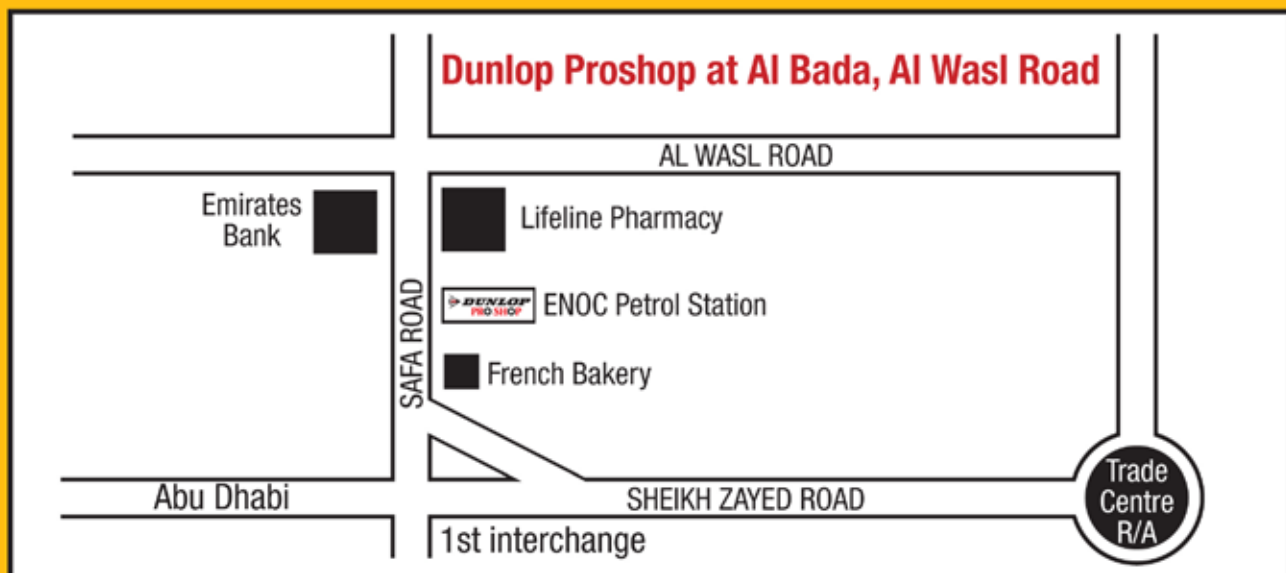 Dunlop Proshop at Al Bada, Al Wasl Road
AL WASL ROAD
Emirates
Bank
Lifeline Pharmacy
SAFA ROAD
DUNLOP
PRO SHOP
ENOC Petrol Station
French Bakery
Abu Dhabi
SHEIKH ZAYED ROAD
Trade
Centre
R/A
1st interchange